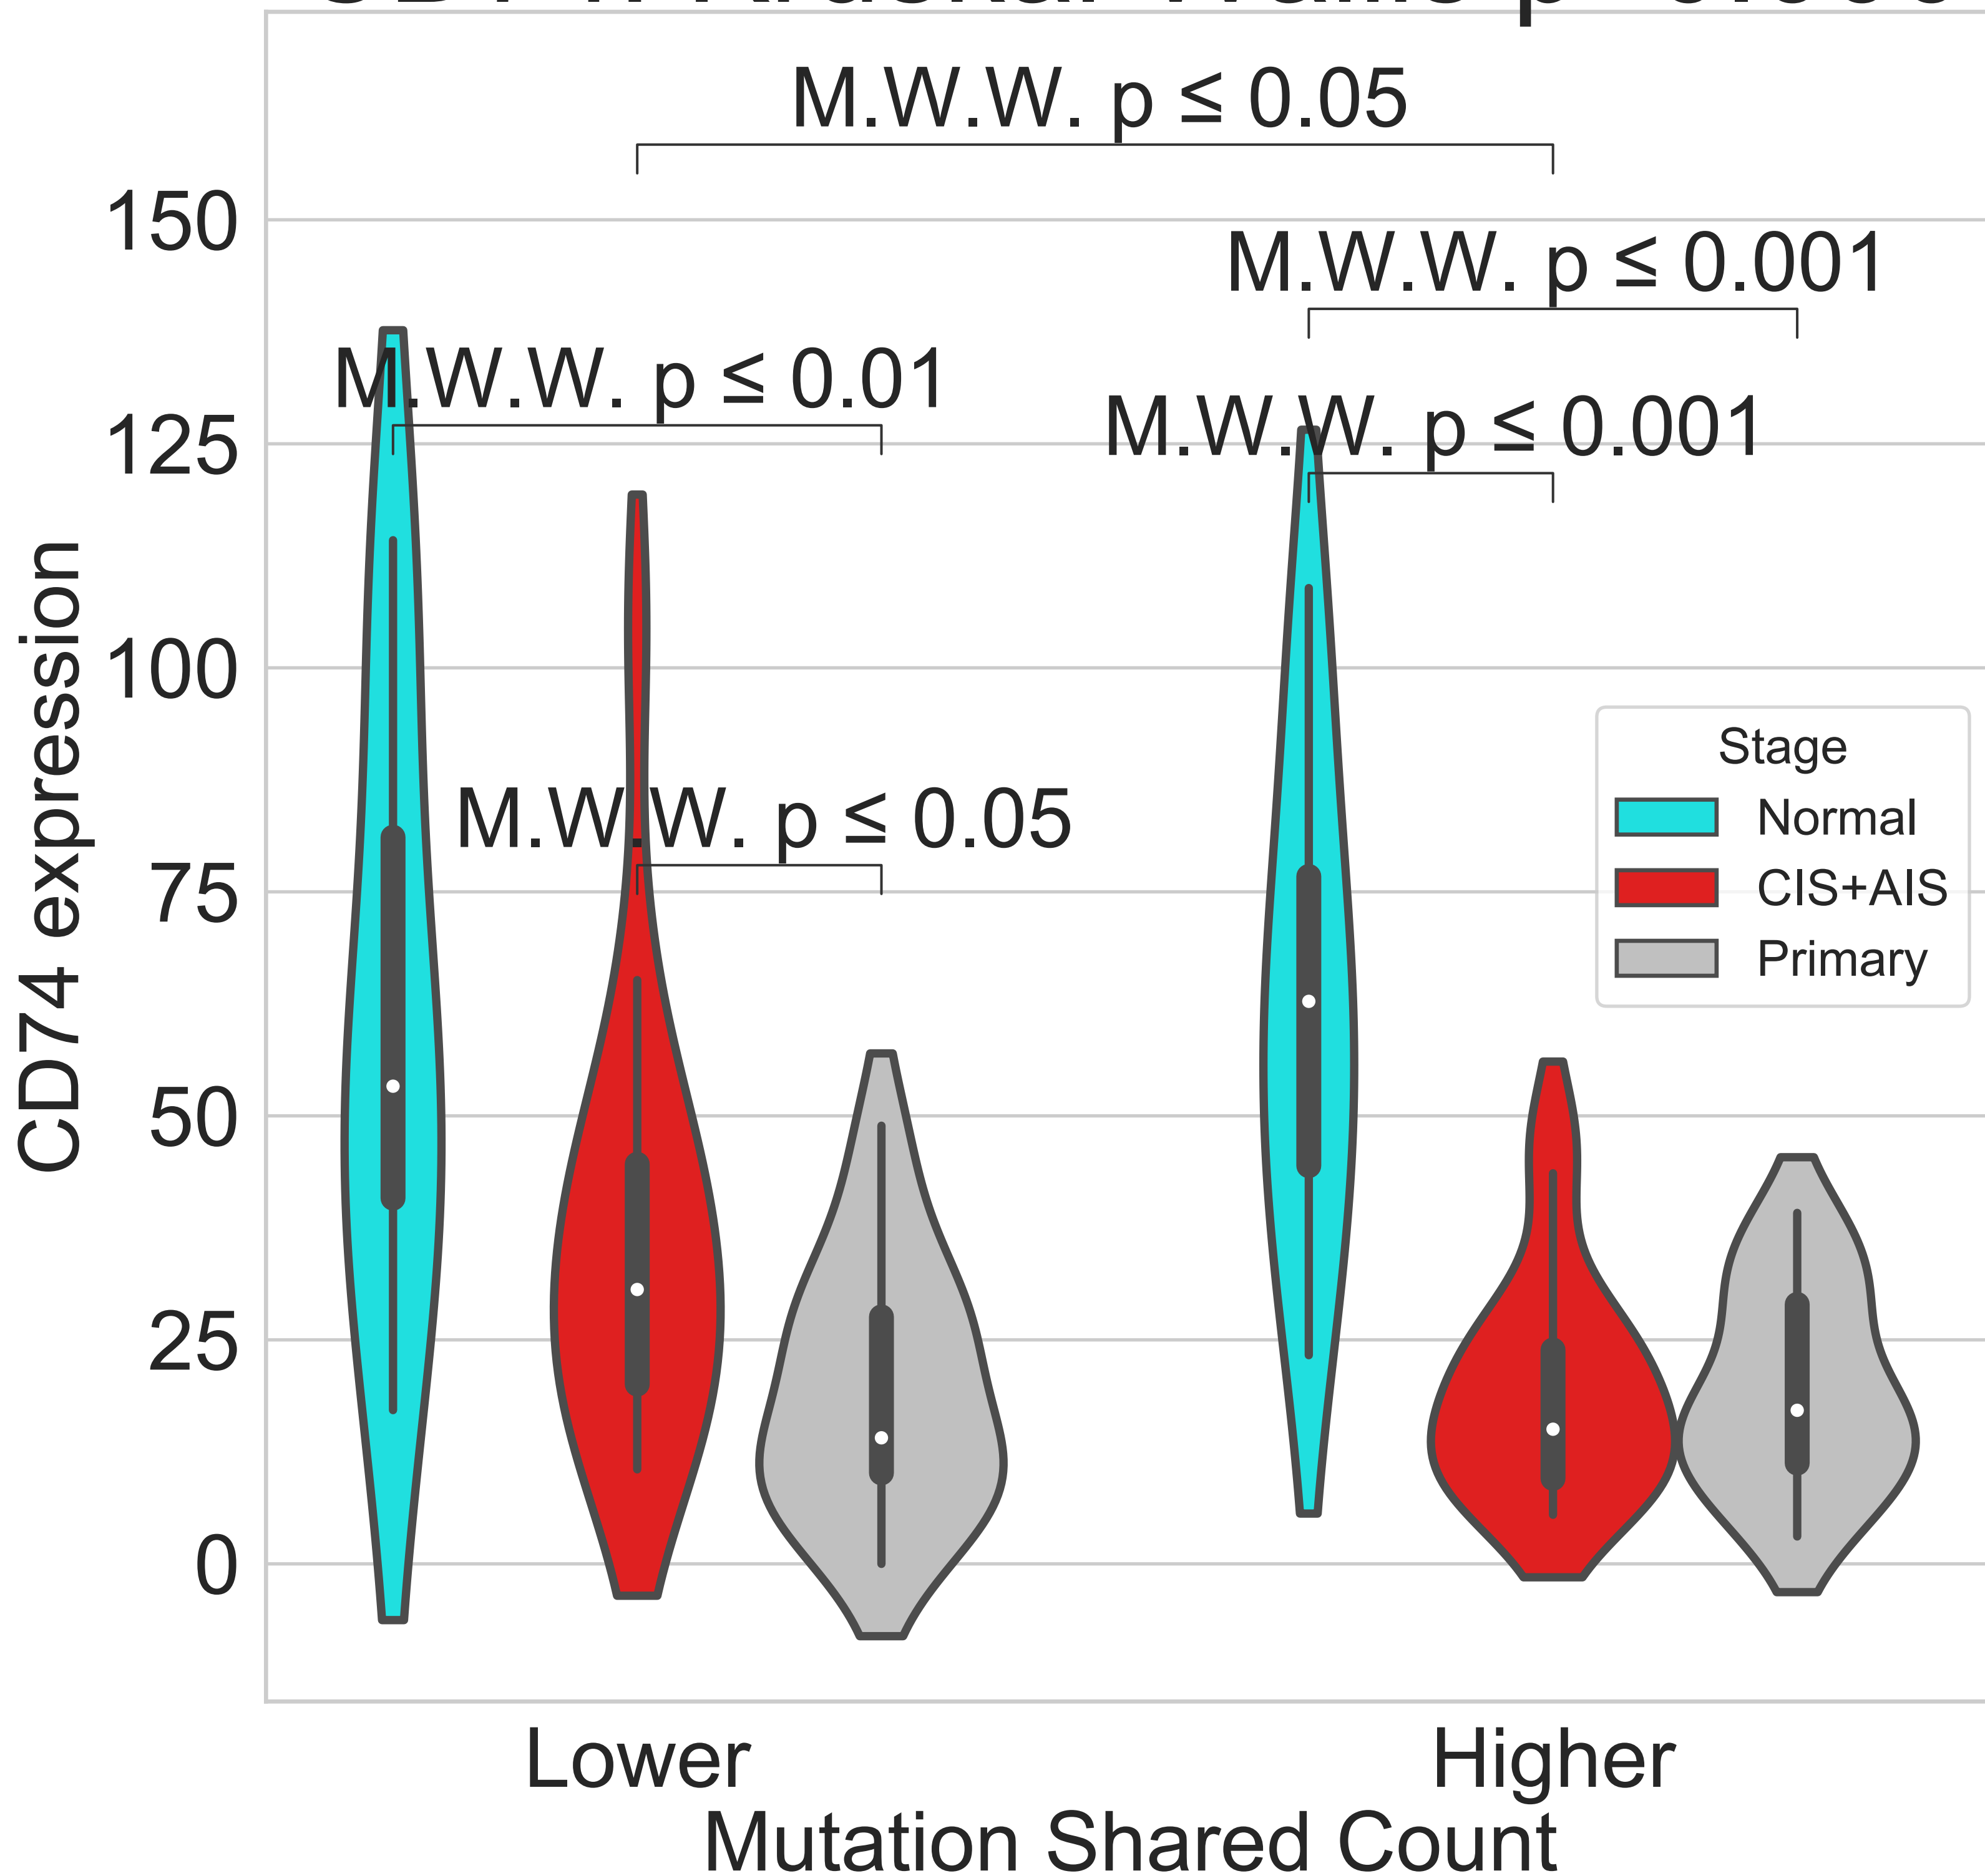 M.W.W. p ≤ 0.05
150
M.W.W. p ≤ 0.001
M.W.W. p ≤ 0.01
125
M.W.W. p ≤ 0.001
100
CD74 expression
Stage
Normal
CIS+AIS
Primary
M.W.W. p ≤ 0.05
75
50
25
0
Lower
Higher
Mutation Shared Count